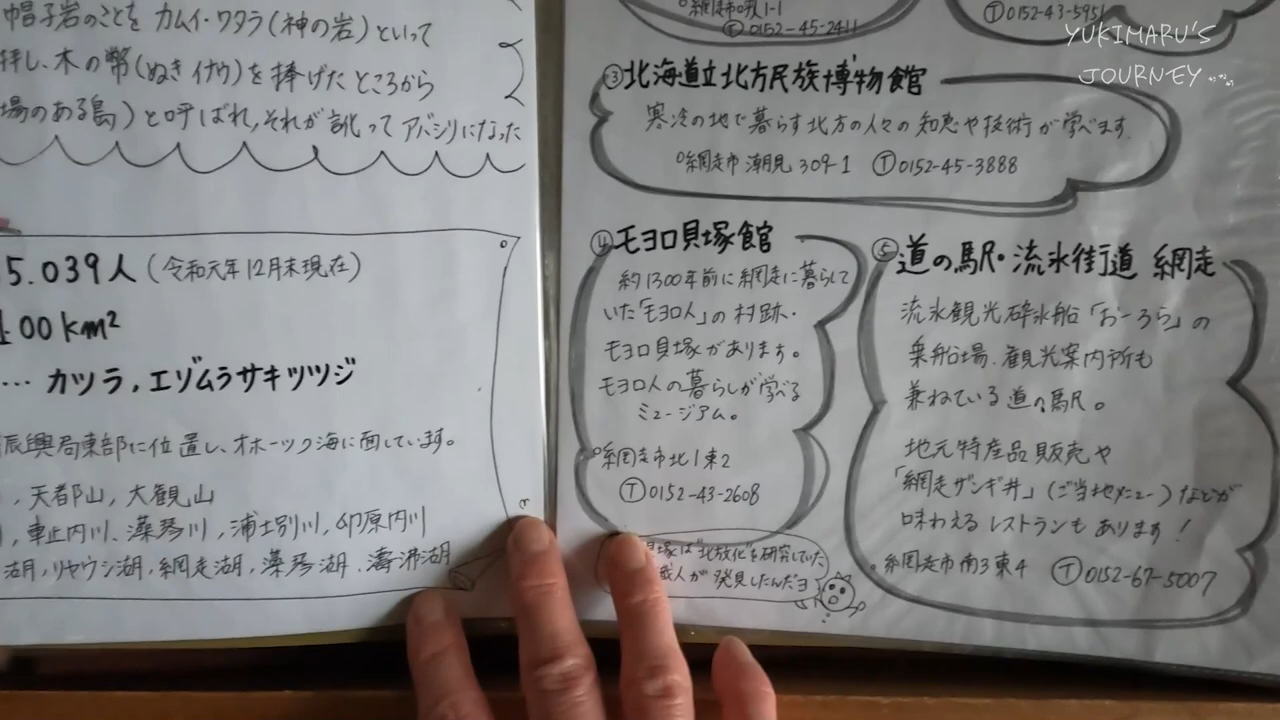 帽子岩のことを カムイ・ワタラ(神の岩)といって
拝し、木の幣(ぬさ イナウ)を捧げたところから
場のある島)と呼ばれ,それが訛って アバシリになった
5.039人(令和元年12月末現在)
00km²
… カツラ,エゾムラサキツツジ
振興局東部に位置し、オホーツク海に面しています。
,天都山,大観山
,車止内川、藻琴川,浦士別川,卯原内川
湖,リヤウシ湖,網走湖,藻琴湖,濤沸湖
Ⓣ0152-45-2411
Ⓣ0152-43-5951
YUKIMARU'S
JOURNEY
③北海道立北方民族博物館
寒冷の地で暮らす北方の人々の知恵や技術が学べます.
○網走市潮見309-1 Ⓣ0152-45-3888
④モヨロ貝塚館
約1300年前に網走に暮らして
いた「モヨロ人」の村跡・
モヨロ貝塚があります。
モヨロ人の暮らしが学べる
ミュージアム。
○網走市北1東2
Ⓣ0152-43-2608
貝塚は"北放化"を研究していた
職人が発見したんだヨ
⑤道の駅・流氷街道 網走
流氷観光砕氷船「おーろら」の
乗船場、観光案内所も
兼ねている道の駅。
地元特産品販売や
「網走ザンギ丼」(ご当地メニュー)などが
味わえるレストランもあります!
○網走市南3東4 Ⓣ0152-67-5007